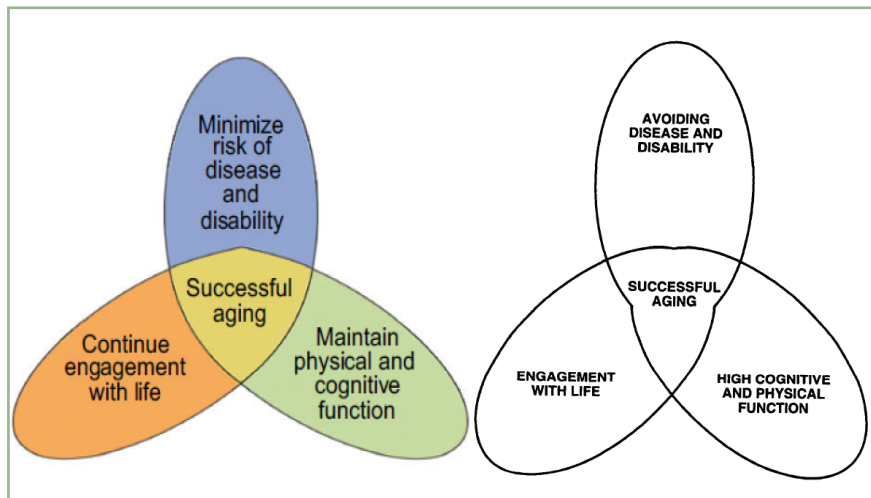 Minimize
risk of
disease
and
disability
Successful
aging
Continue
engagement
with life
Maintain
physical and
cognitive
function
AVOIDING
DISEASE AND
DISABILITY
SUCCESSFUL
AGING
ENGAGEMENT
WITH LIFE
HIGH COGNITIVE
AND PHYSICAL
FUNCTION